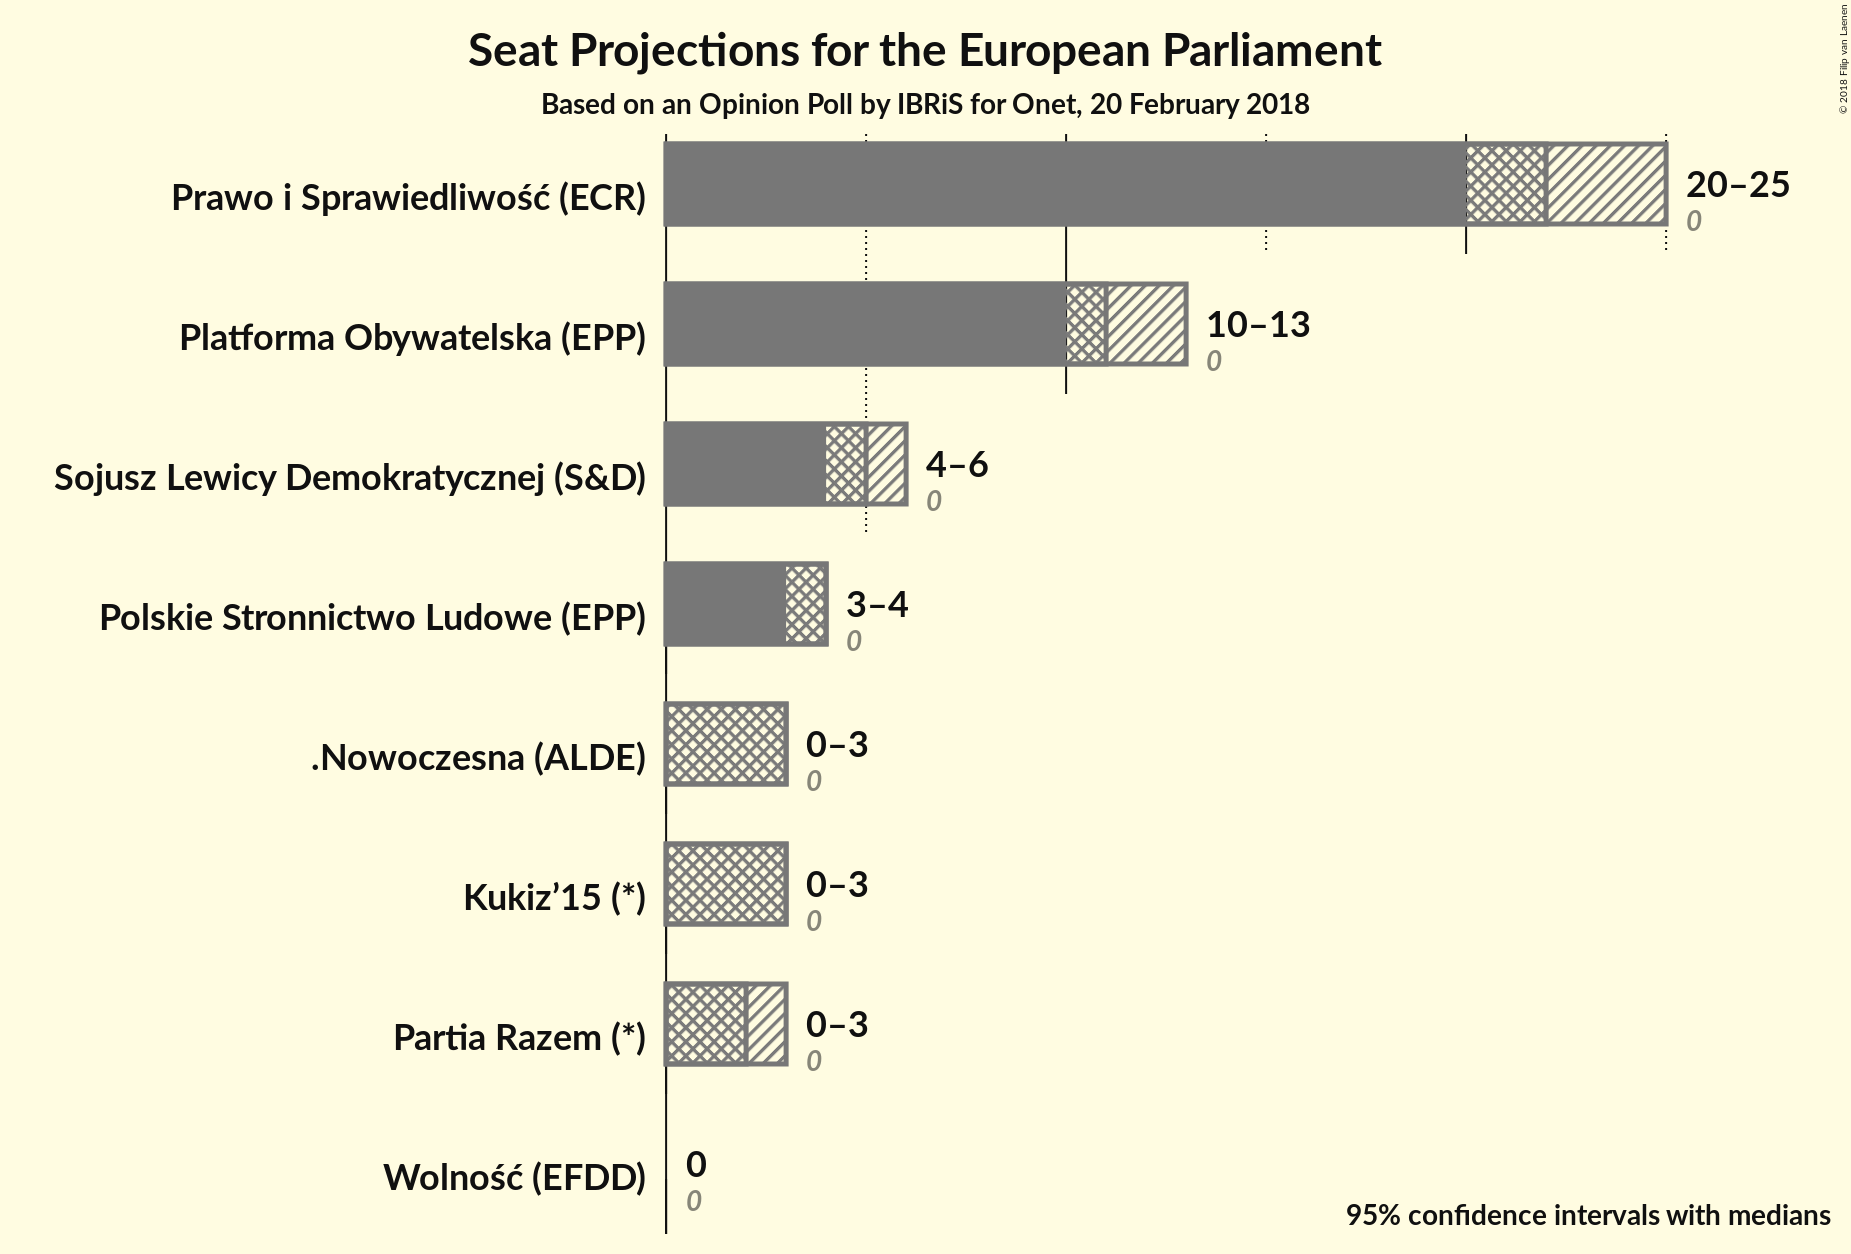 Seat Projections for the European Parliament
Based on an Opinion Poll by IBRiS for Onet, 20 February 2018
© 2018 Filip van Laenen
Prawo i Sprawiedliwość (ECR)
20–25
0
Platforma Obywatelska (EPP)
10–13
0
Sojusz Lewicy Demokratycznej (S&D)
4–6
0
Polskie Stronnictwo Ludowe (EPP)
3–4
0
.Nowoczesna (ALDE)
0–3
0
Kukiz’15 (*)
0–3
0
Partia Razem (*)
0–3
0
Wolność (EFDD)
0
0
95% confidence intervals with medians